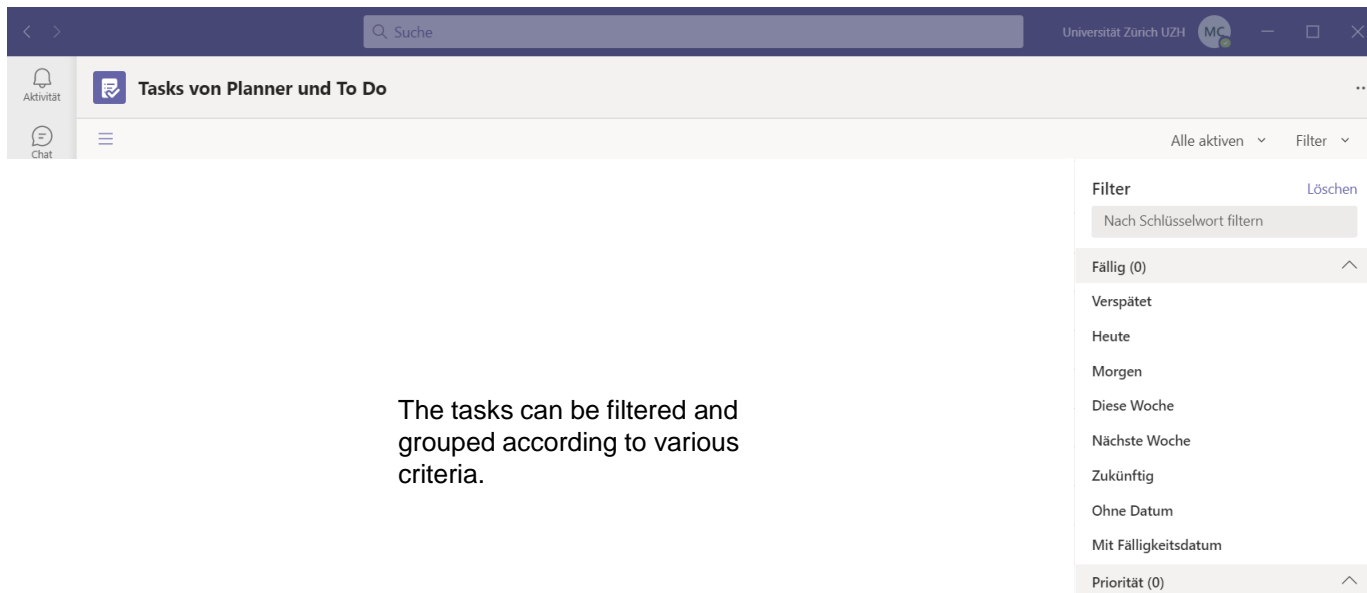 Suche
Universität Zürich UZH MC
Aktivität
Tasks von Planner und To Do
Chat
Alle aktiven Filter
Filter Löschen
Nach Schlüsselwort filtern
Fällig (0)
Verspätet
Heute
Morgen
Diese Woche
Nächste Woche
Zukünftig
Ohne Datum
Mit Fälligkeitsdatum
Priorität (0)
The tasks can be filtered and
grouped according to various
criteria.